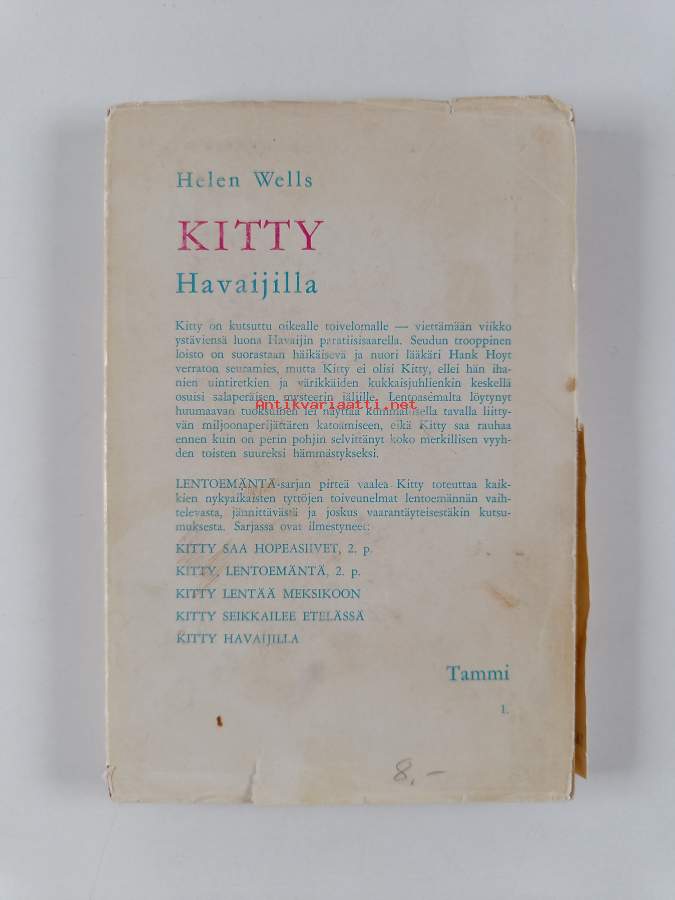 Helen Wells
KITTY
Havaijilla
Kitty on kutsuttu oikealle toivelomalle — viettämään viikko
ystäviensä luona Havaijin paratiisisaarella. Seudun trooppinen
loisto on suorastaan häikäisevä ja nuori lääkäri Hank Hoyt
verraton seuramies, mutta Kitty ei olisi Kitty, ellei hän iha-
nien uintiretkien ja värikkäiden kukkaisjuhlienkin keskellä
osuisi salaperäisen mysteerin jäljille. Lentoasemalta löytynyt
Antikvariaatti.net
huumaavan tuoksuinen lei näyttää kummallisella tavalla liitty-
vän miljoonaperijättären katoamiseen, eikä Kitty saa rauhaa
ennen kuin on perin pohjin selvittänyt koko merkillisen vyyh-
den toisten suureksi hämmästykseksi.
LENTOEMÄNTÄ-sarjan pirteä vaalea Kitty toteuttaa kaik-
kien nykyaikaisten tyttöjen toiveunelmat lentoemännän vaih-
televasta, jännittävästä ja joskus vaarantäyteisestäkin kutsu-
muksesta. Sarjassa ovat ilmestyneet:
KITTY SAA HOPEASIIVET, 2. p.
KITTY, LENTOEMÄNTÄ, 2. p.
KITTY LENTÄÄ MEKSIKOON
KITTY SEIKKAILEE ETELÄSSÄ
KITTY HAVAIJILLA
Tammi
1.
8,-